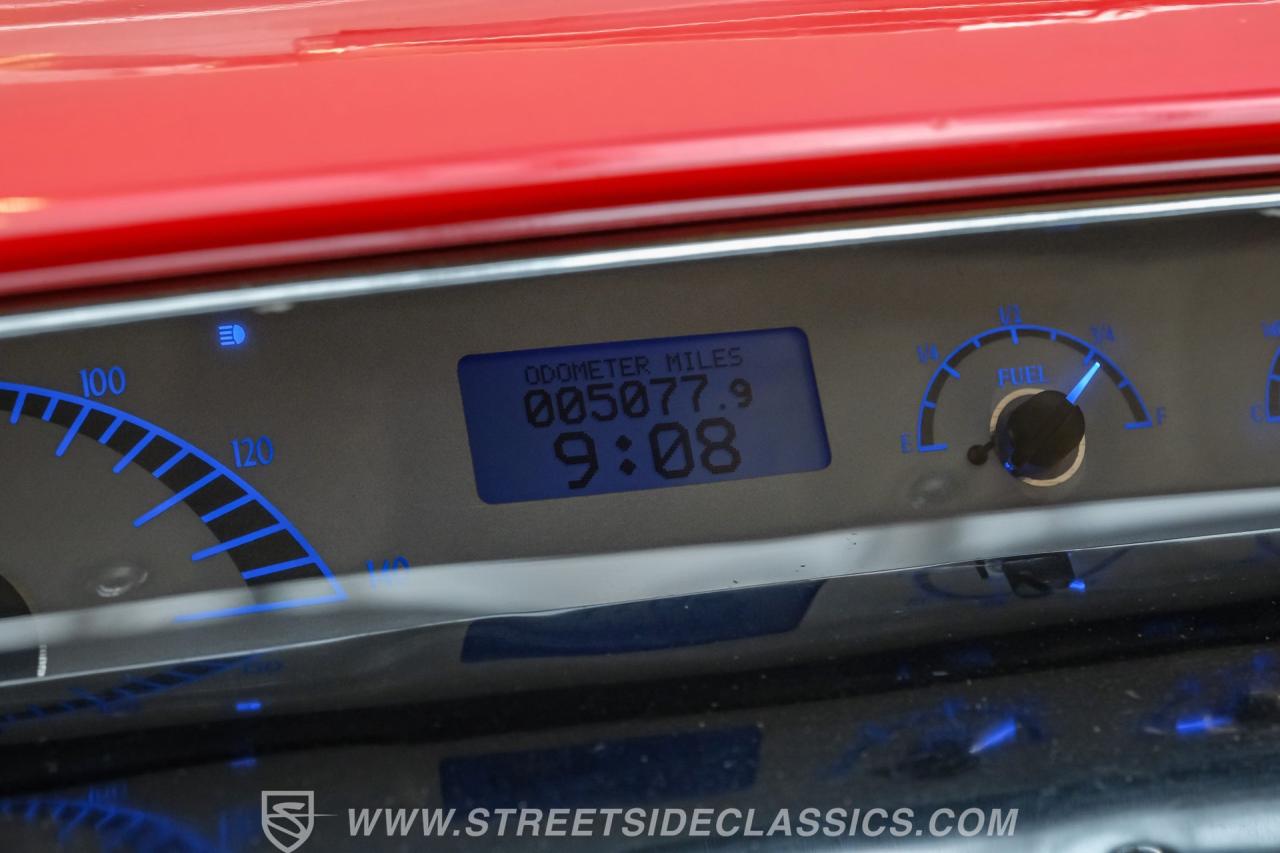 100
120
140
ODOMETER MILES
005077.9
9:08
1/4
1/2
3/4
FUEL
E
F
WWW.STREETSIDECLASSICS.COM